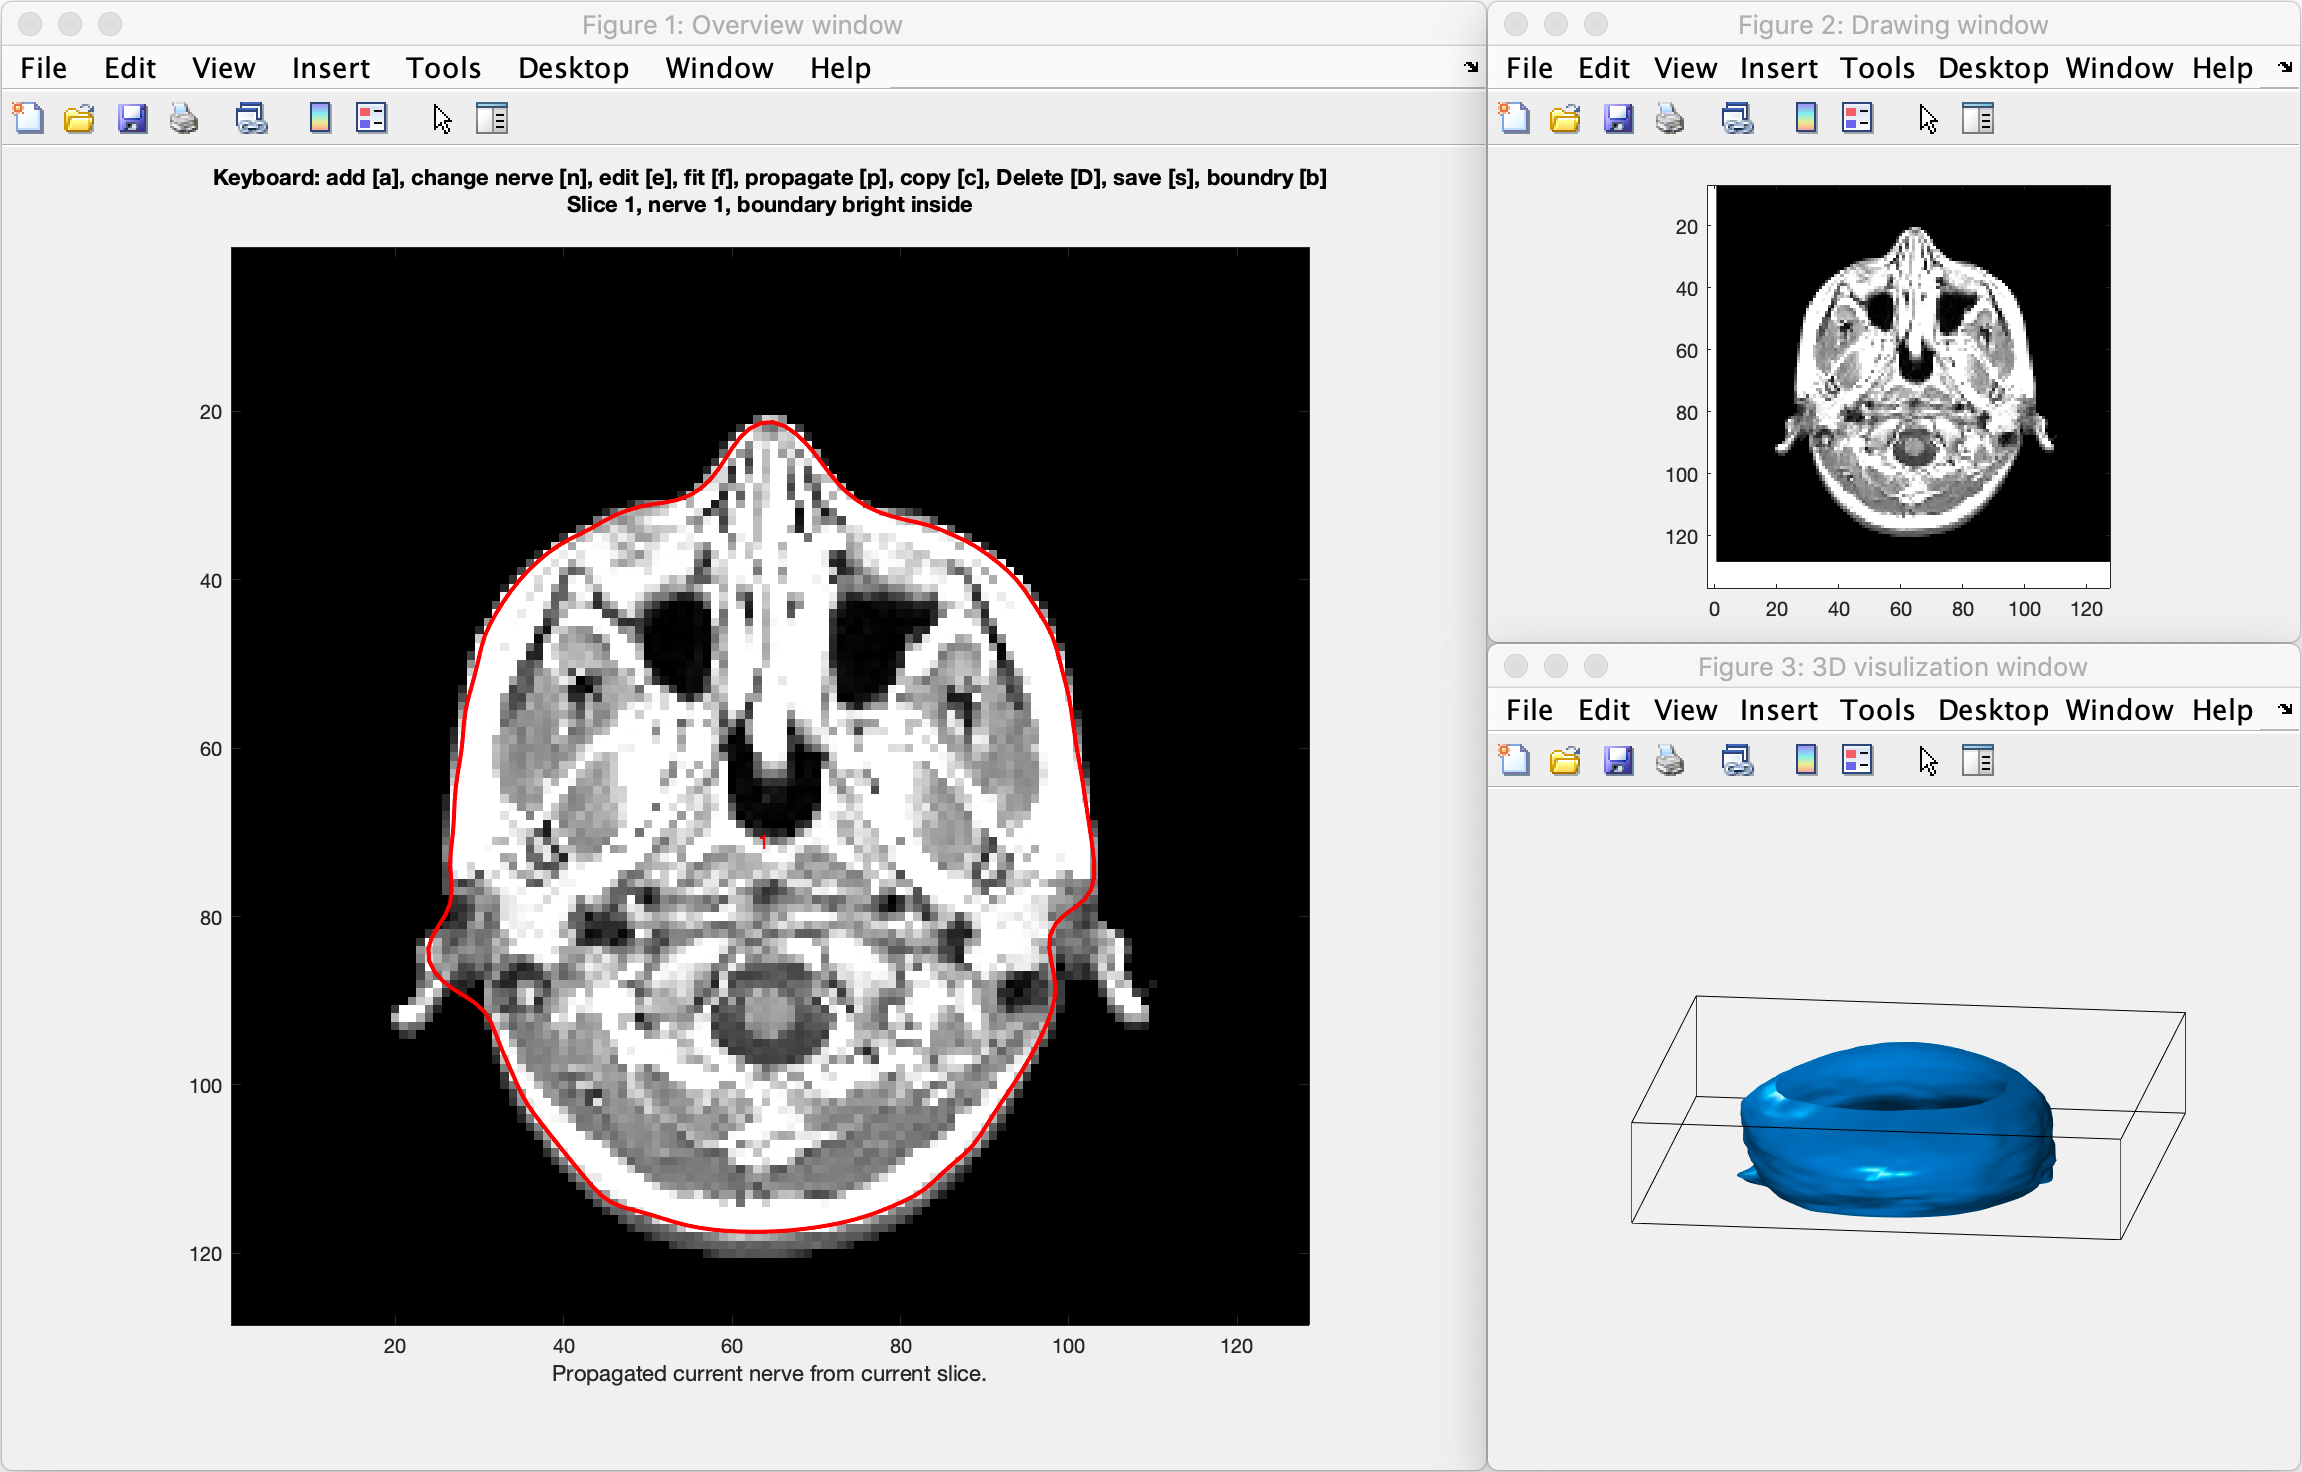 Figure 1: Overview window
File Edit View Insert Tools Desktop Window Help
Keyboard: add [a], change nerve [n], edit [e], fit [f], propagate [p], copy [c], Delete [D], save [s], boundry [b]
Slice 1, nerve 1, boundary bright inside
20
40
60
80
100
120
1
20 40 60 80 100 120
Propagated current nerve from current slice.
Figure 2: Drawing window
File Edit View Insert Tools Desktop Window Help
20
40
60
80
100
120
0 20 40 60 80 100 120
Figure 3: 3D visulization window
File Edit View Insert Tools Desktop Window Help